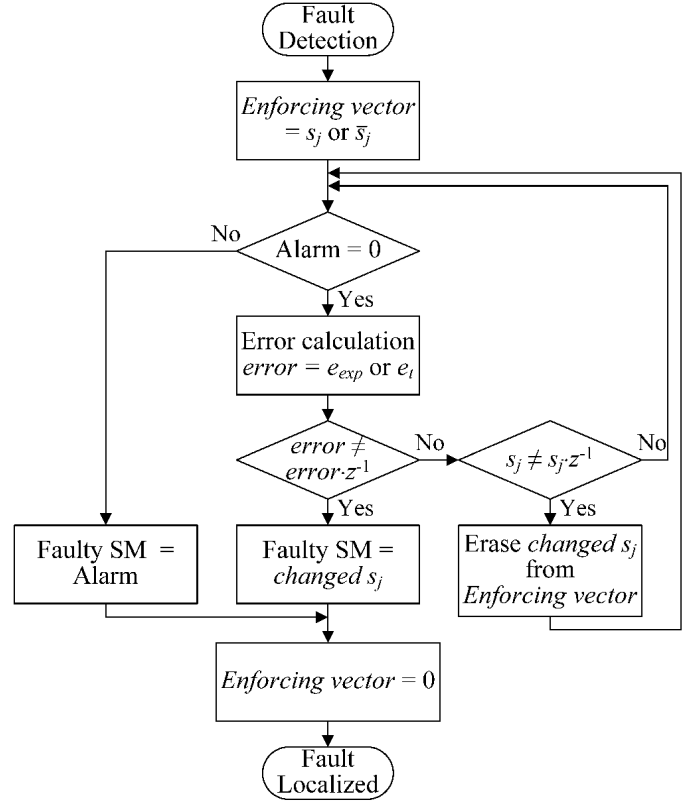 Fault
Detection
Enforcing vector
= sⱼ or s̄ⱼ
No
Alarm = 0
Yes
Error calculation
error = eₑₓₚ or eₜ
error ≠
error·z⁻¹
No
sⱼ ≠ sⱼ·z⁻¹
No
Yes
Yes
Faulty SM =
Alarm
Faulty SM =
changed sⱼ
Erase changed sⱼ
from
Enforcing vector
Enforcing vector = 0
Fault
Localized